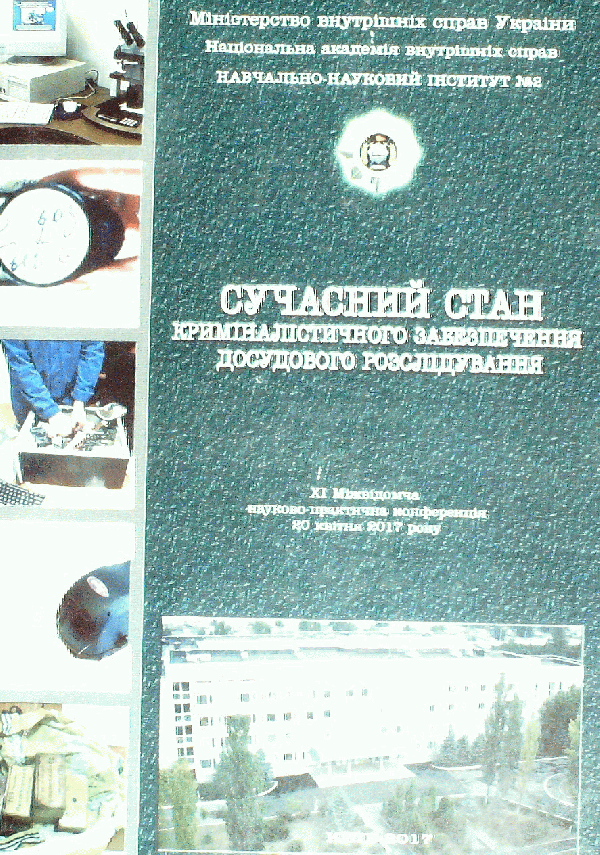 Міністерство внутрішніх справ України
Національна академія внутрішніх справ
НАВЧАЛЬНО-НАУКОВИЙ ІНСТИТУТ №2
СУЧАСНИЙ СТАН
КРИМІНАЛІСТИЧНОГО ЗАБЕЗПЕЧЕННЯ
ДОСУДОВОГО РОЗСЛІДУВАННЯ
XI Міжвідомча
науково-практична конференція
20 квітня 2017 року
2017